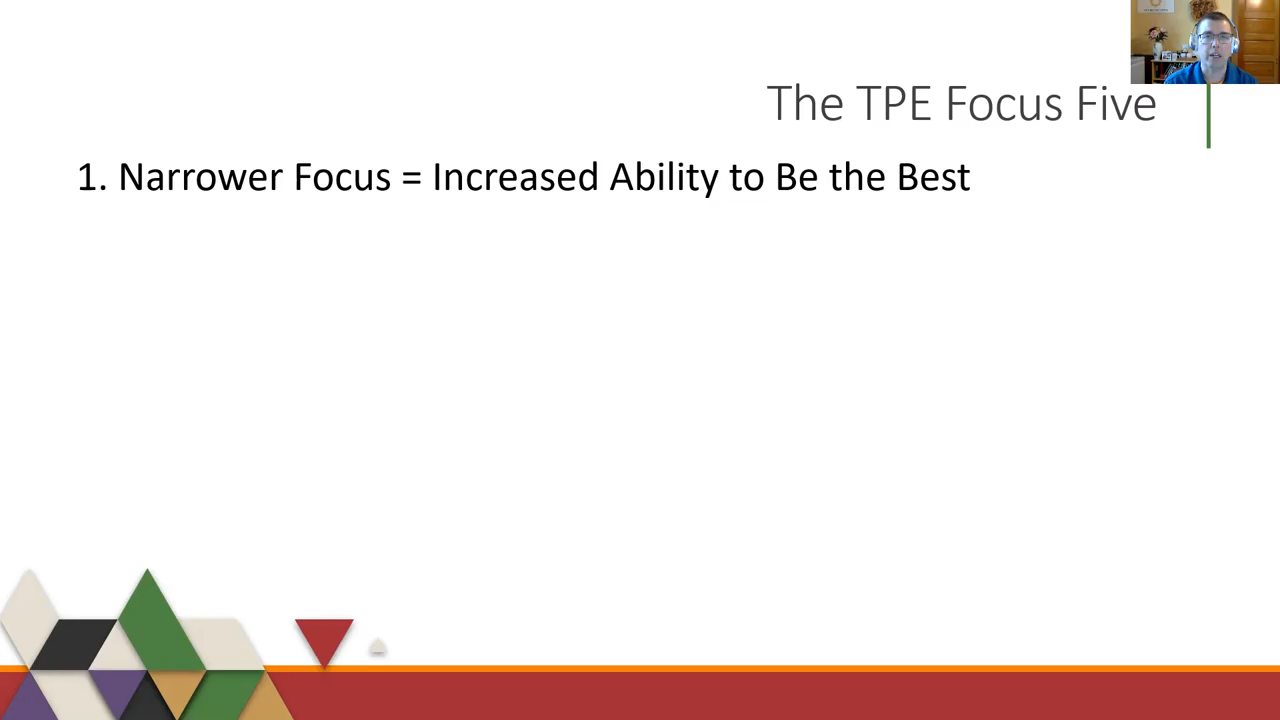 The TPE Focus Five
1. Narrower Focus = Increased Ability to Be the Best